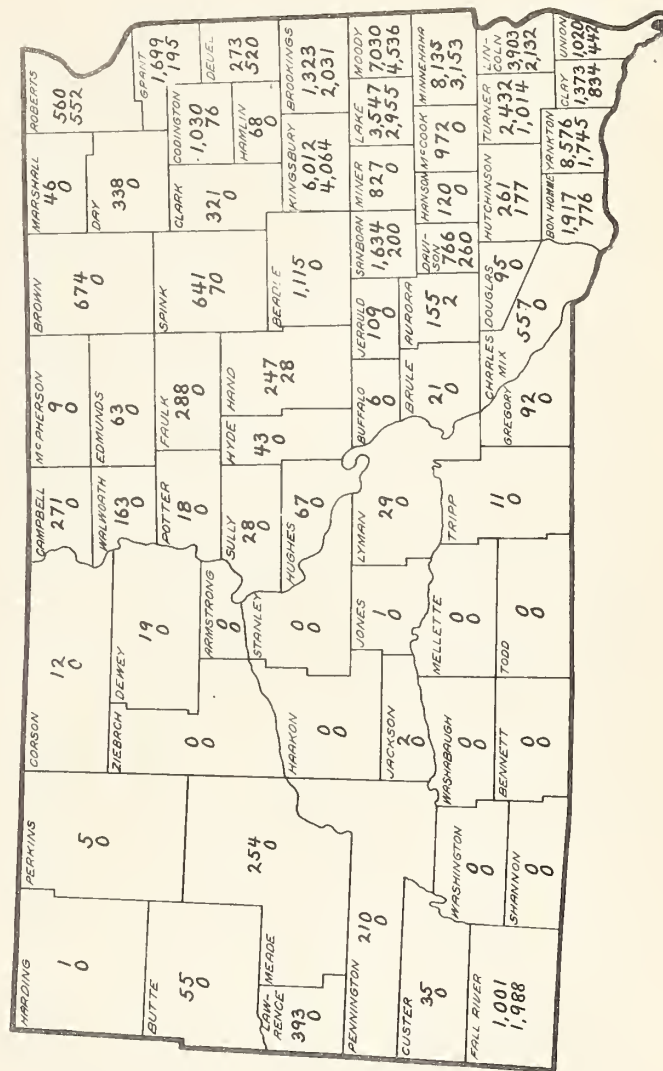 HARDING
1
0
PERKINS
5
0
CORSON
12
0
CAMPBELL
271
0
McPHERSON
9
0
BROWN
674
0
MARSHALL
46
0
ROBERTS
560
552
BUTTE
55
0
MEADE
254
0
ZIEBACH
0
0
DEWEY
19
0
WALWORTH
163
0
EDMUNDS
63
0
DAY
338
0
GRANT
1,699
195
LAW-
RENCE
393
0
ARMSTRONG
0
0
POTTER
18
0
FAULK
288
0
SPINK
641
70
CLARK
321
0
CODINGTON
1,030
76
DEUEL
273
520
HAMLIN
68
0
STANLEY
0
0
SULLY
28
0
HYDE
43
0
HAND
247
28
BEADLE
1,115
0
KINGSBURY
6,012
4,064
BROOKINGS
1,323
2,031
HUGHES
67
0
HAAKON
0
0
PENNINGTON
210
0
JACKSON
2
0
JONES
1
0
LYMAN
29
0
BUFFALO
6
0
JERAULD
109
0
SANBORN
1,634
200
MINER
827
0
LAKE
3,547
2,955
MOODY
7,030
4,536
CUSTER
35
0
BRULE
21
0
AURORA
155
2
DAVI-
SON
766
260
HANSON
120
0
McCOOK
972
0
MINNEHAHA
8,135
3,153
WASHINGTON
0
0
WASHABAUGH
0
0
MELLETTE
0
0
TRIPP
11
0
FALL RIVER
1,001
1,988
SHANNON
0
0
BENNETT
0
0
TODD
0
0
GREGORY
92
0
CHARLES
MIX
557
0
DOUGLAS
95
0
HUTCHINSON
261
177
TURNER
2,432
1,014
LIN-
COLN
3,903
2,132
BON HOMME
1,917
776
YANKTON
8,576
1,745
CLAY
1,373
834
UNION
1,020
442